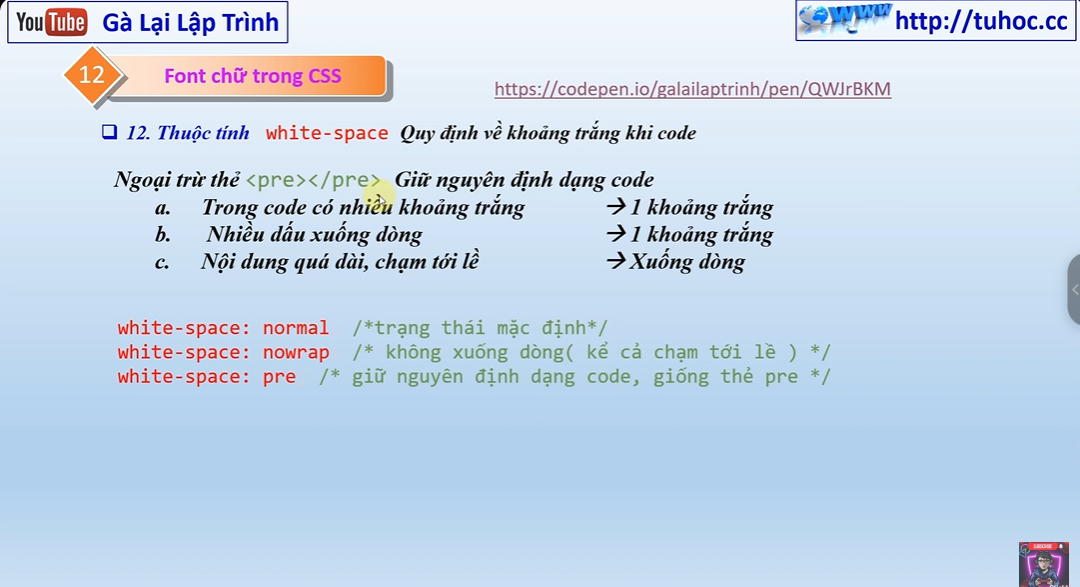 YouTube Gà Lại Lập Trình
WWW http://tuhoc.cc
12 Font chữ trong CSS
https://codepen.io/galailaptrinh/pen/QWJrBKM
❑ 12. Thuộc tính white-space Quy định về khoảng trắng khi code
Ngoại trừ thẻ <pre></pre> Giữ nguyên định dạng code
a. Trong code có nhiều khoảng trắng → 1 khoảng trắng
b. Nhiều dấu xuống dòng → 1 khoảng trắng
c. Nội dung quá dài, chạm tới lề → Xuống dòng
white-space: normal /*trạng thái mặc định*/
white-space: nowrap /* không xuống dòng( kể cả chạm tới lề ) */
white-space: pre /* giữ nguyên định dạng code, giống thẻ pre */